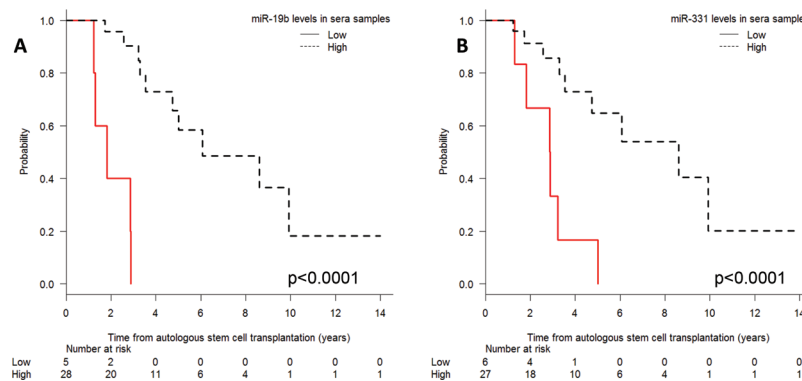 A
miR-19b levels in sera samples
Low
High
Probability
1.0
0.8
0.6
0.4
0.2
0.0
p<0.0001
0 2 4 6 8 10 12 14
Time from autologous stem cell transplantation (years)
Number at risk
Low 5 2 0 0 0 0 0 0
High 28 20 11 6 4 1 1 1
B
miR-331 levels in sera samples
Low
High
Probability
1.0
0.8
0.6
0.4
0.2
0.0
p<0.0001
0 2 4 6 8 10 12 14
Time from autologous stem cell transplantation (years)
Number at risk
Low 6 4 1 0 0 0 0 0
High 27 18 10 6 4 1 1 1